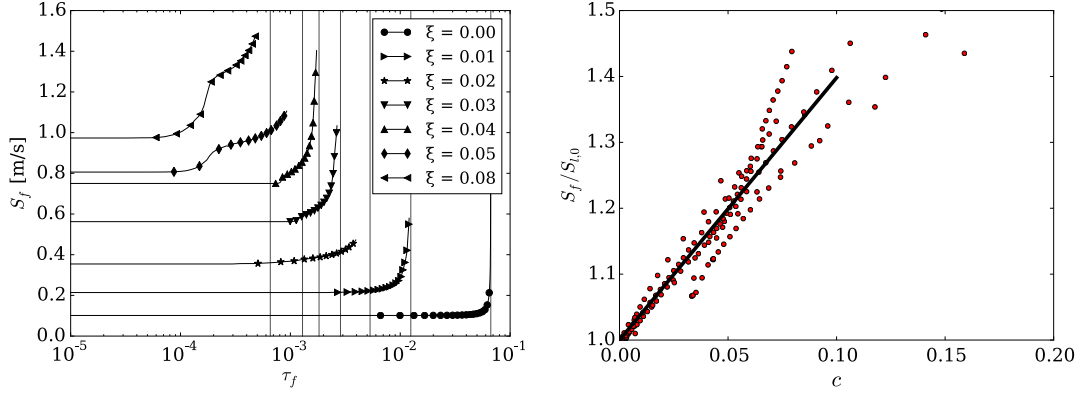 1.6
1.4
1.2
1.0
0.8
0.6
0.4
0.2
0.0
S_f [m/s]
10^-5
10^-4
10^-3
10^-2
10^-1
τ_f
ξ = 0.00
ξ = 0.01
ξ = 0.02
ξ = 0.03
ξ = 0.04
ξ = 0.05
ξ = 0.08
1.5
1.4
1.3
1.2
1.1
1.0
S_f/S_{l,0}
0.00
0.05
0.10
0.15
0.20
c